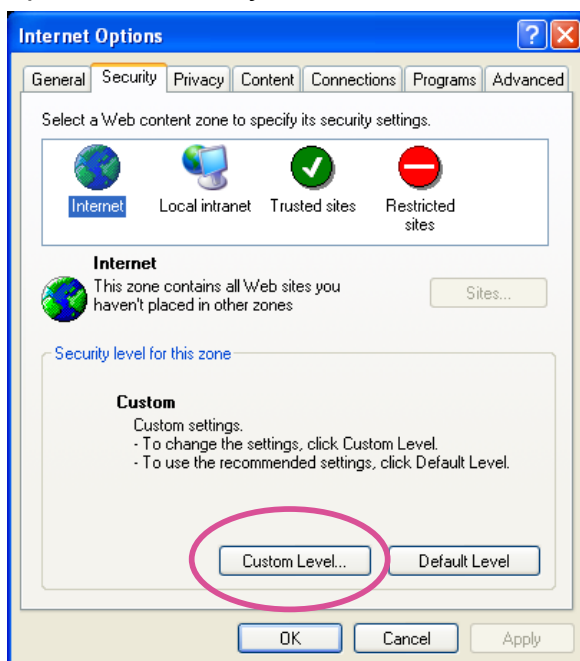 Internet Options
General Security Privacy Content Connections Programs Advanced
Select a Web content zone to specify its security settings.
Internet Local intranet Trusted sites Restricted
sites
Internet
This zone contains all Web sites you
haven't placed in other zones
Sites...
Security level for this zone
Custom
Custom settings.
- To change the settings, click Custom Level.
- To use the recommended settings, click Default Level.
Custom Level... Default Level
OK Cancel Apply